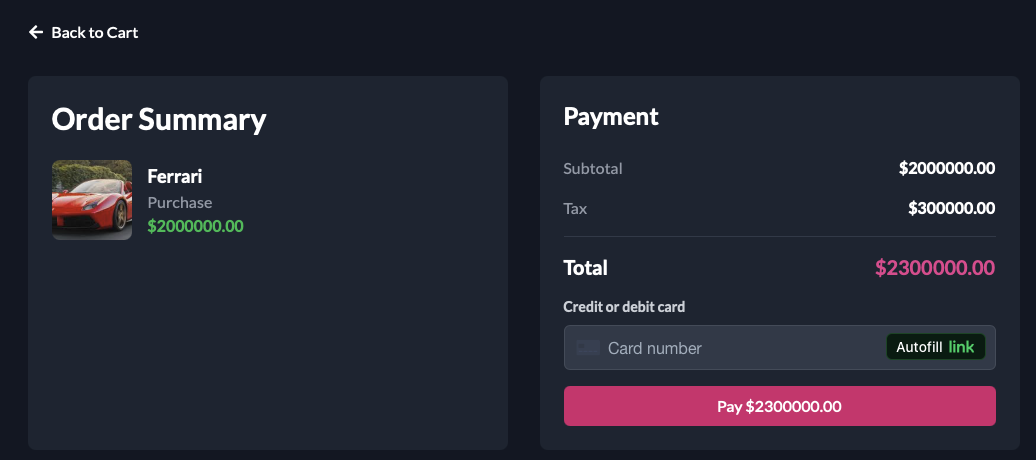 Back to Cart
Order Summary
Ferrari
Purchase
$2000000.00
Payment
Subtotal $2000000.00
Tax $300000.00
Total $2300000.00
Credit or debit card
Card number Autofill link
Pay $2300000.00